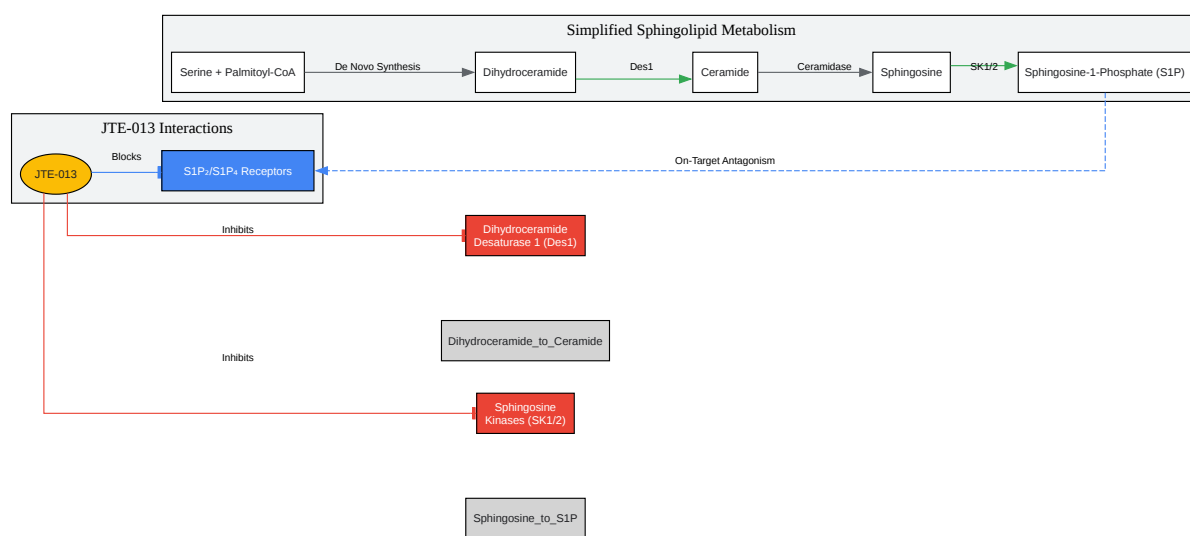 Simplified Sphingolipid Metabolism
Serine + Palmitoyl-CoA
De Novo Synthesis
Dihydroceramide
Des1
Ceramide
Ceramidase
Sphingosine
SK1/2
Sphingosine-1-Phosphate (S1P)
JTE-013 Interactions
JTE-013
Blocks
S1P₂/S1P₄ Receptors
On-Target Antagonism
Inhibits
Dihydroceramide
Desaturase 1 (Des1)
Dihydroceramide_to_Ceramide
Inhibits
Sphingosine
Kinases (SK1/2)
Sphingosine_to_S1P